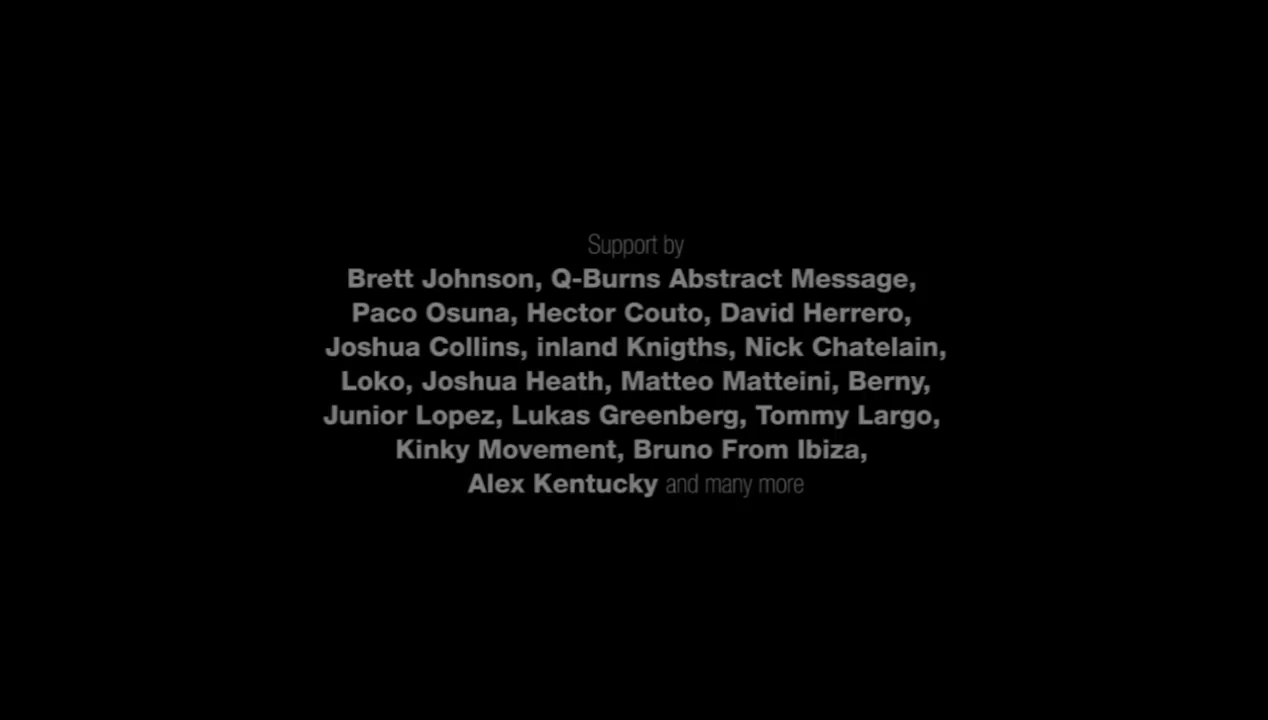 Support by
Brett Johnson, Q-Burns Abstract Message,
Paco Osuna, Hector Couto, David Herrero,
Joshua Collins, inland Knigths, Nick Chatelain,
Loko, Joshua Heath, Matteo Matteini, Berny,
Junior Lopez, Lukas Greenberg, Tommy Largo,
Kinky Movement, Bruno From Ibiza,
Alex Kentucky and many more